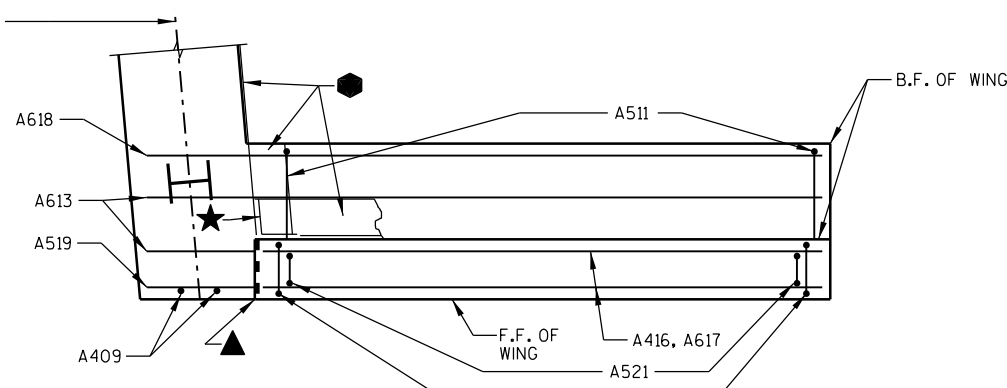 B.F. OF WING
A511
A618
A613
A519
F.F. OF
WING
A416, A617
A409
A521